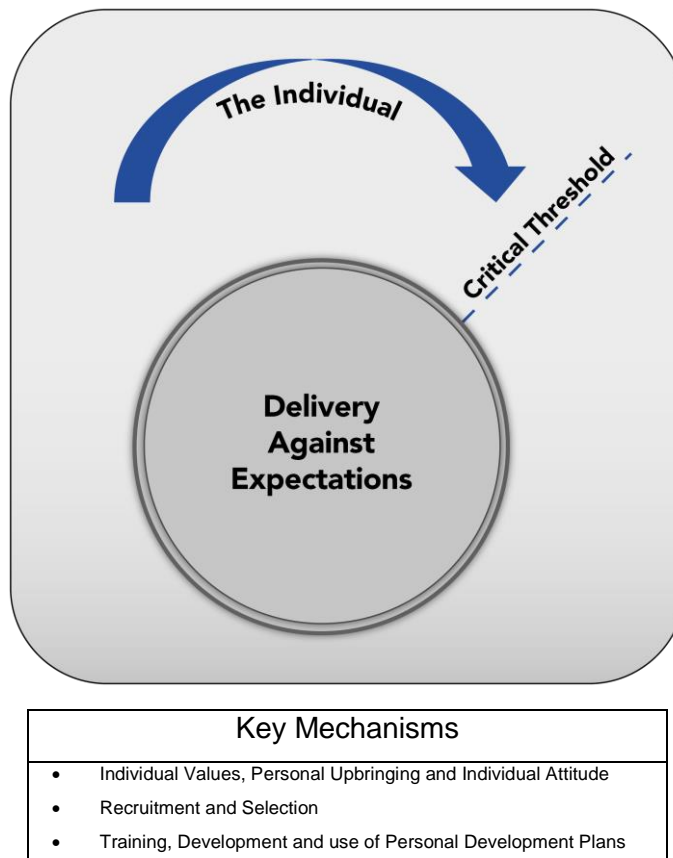 The Individual
Critical Threshold
Delivery
Against
Expectations
Key Mechanisms
• Individual Values, Personal Upbringing and Individual Attitude
• Recruitment and Selection
• Training, Development and use of Personal Development Plans